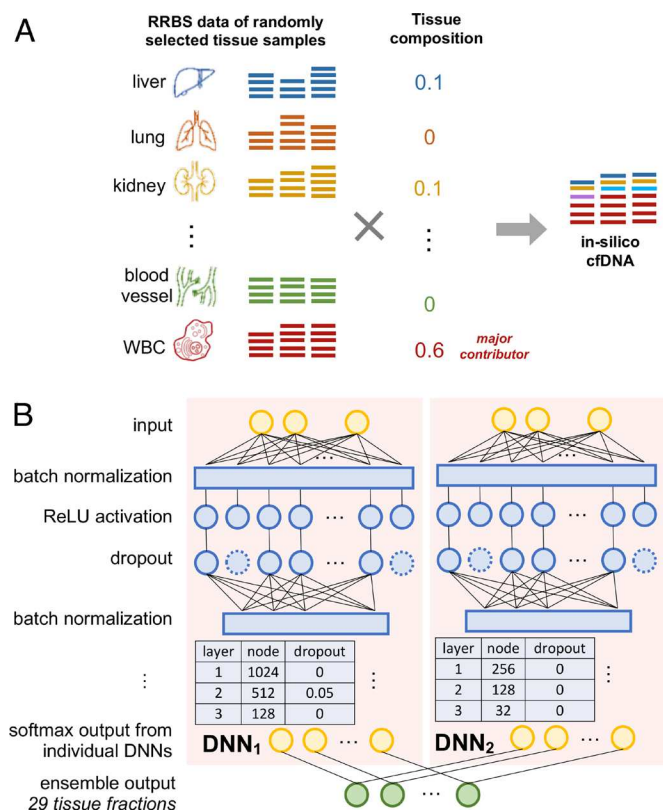 A
RRBS data of randomly
selected tissue samples
Tissue
composition
liver
0.1
lung
0
kidney
0.1
in-silico
cfDNA
blood
vessel
0
WBC
0.6
major
contributor
B
input
...
...
batch normalization
ReLU activation
...
...
dropout
...
...
batch normalization
layer node dropout
1 1024 0
2 512 0.05
3 128 0
layer node dropout
1 256 0
2 128 0
3 32 0
softmax output from
individual DNNs
DNN1
...
DNN2
...
ensemble output
29 tissue fractions
...